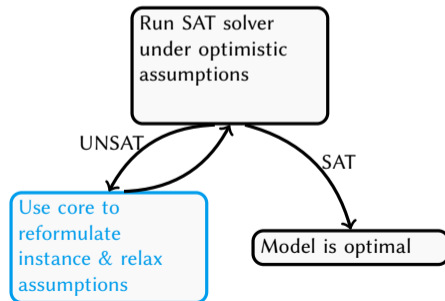 Run SAT solver
under optimistic
assumptions
UNSAT
SAT
Use core to
reformulate
instance & relax
assumptions
Model is optimal